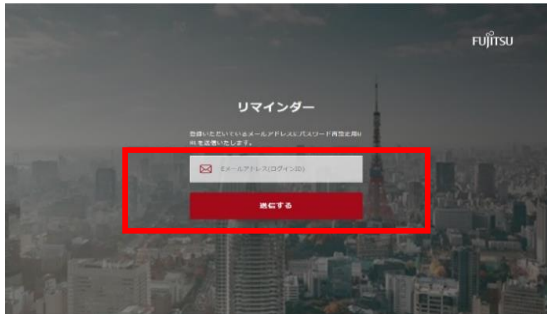 FUJITSU
リマインダー
登録いただいているメールアドレスにパスワード再設定用U
RLを送信いたします。
Eメールアドレス(ログインID)
送信する